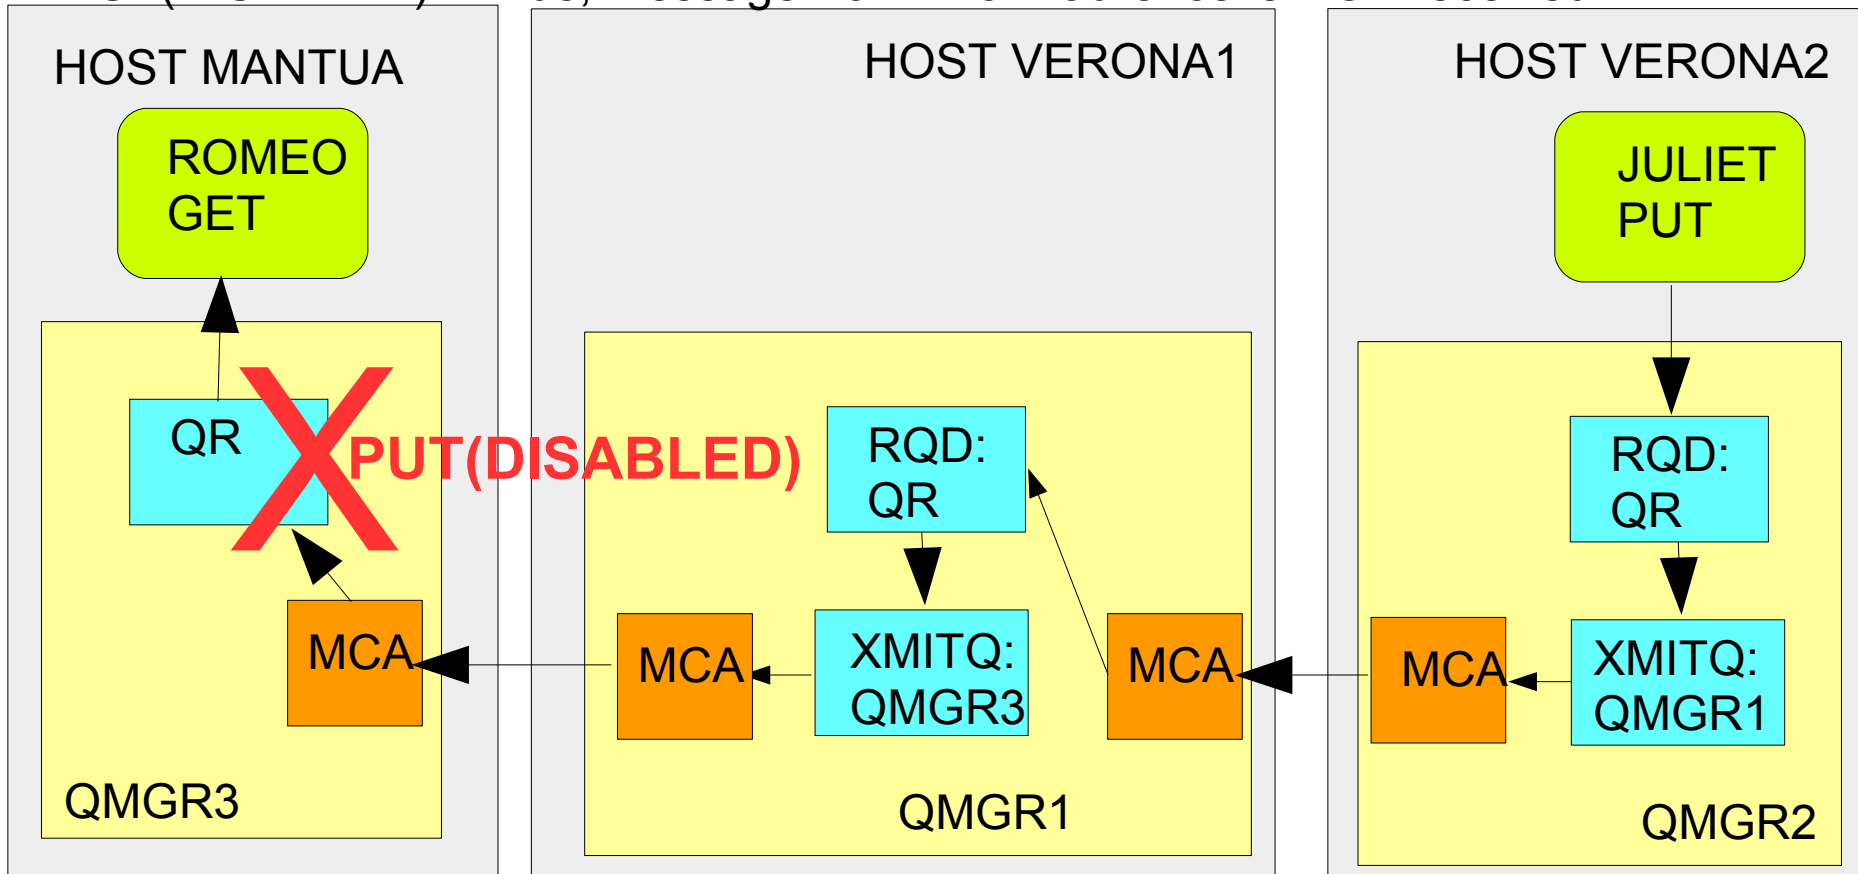 HOST MANTUA
ROMEO
GET
QR
PUT(DISABLED)
MCA
QMGR3
HOST VERONA1
RQD:
QR
MCA
XMITQ:
QMGR3
MCA
QMGR1
HOST VERONA2
JULIET
PUT
RQD:
QR
MCA
XMITQ:
QMGR1
QMGR2